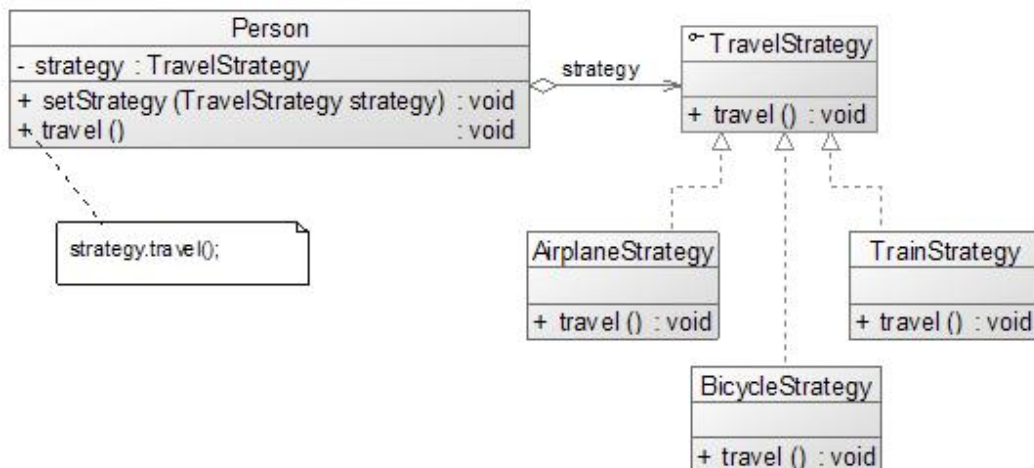 Person
- strategy : TravelStrategy
+ setStrategy (TravelStrategy strategy) : void
+ travel () : void
strategy.travel();
strategy
TravelStrategy
+ travel () : void
AirplaneStrategy
+ travel () : void
TrainStrategy
+ travel () : void
BicycleStrategy
+ travel () : void